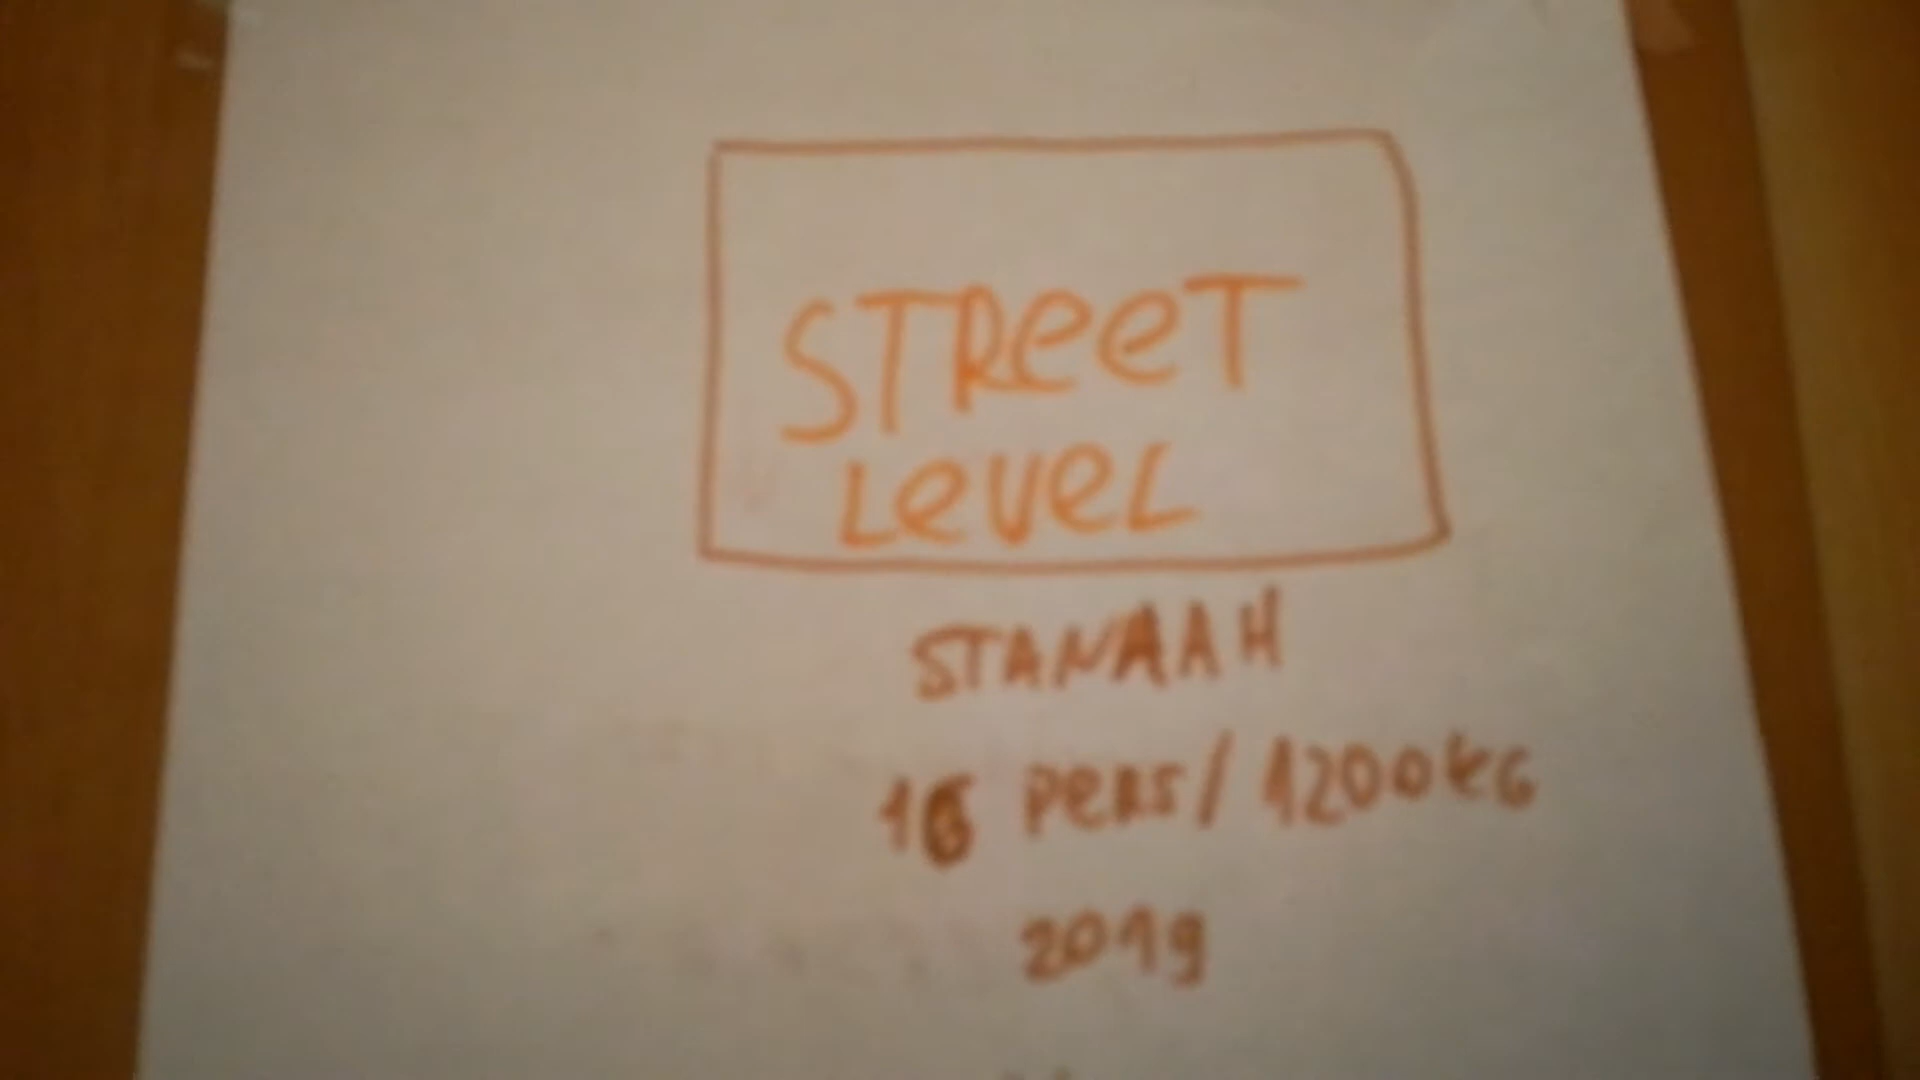 STReeT
LeVeL
STANAAH
16 PeRS/1200kG
2019